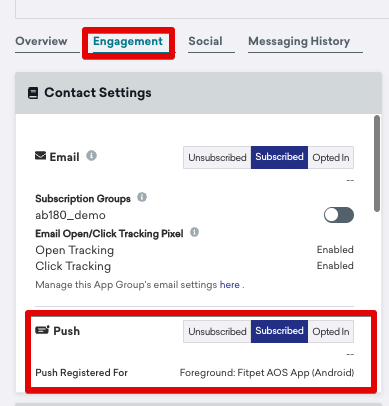 Overview Engagement Social Messaging History
Contact Settings
Email Unsubscribed Subscribed Opted In
--
Subscription Groups
ab180_demo
Email Open/Click Tracking Pixel
Open Tracking Enabled
Click Tracking Enabled
Manage this App Group's email settings here .
Push Unsubscribed Subscribed Opted In
--
Push Registered For Foreground: Fitpet AOS App (Android)